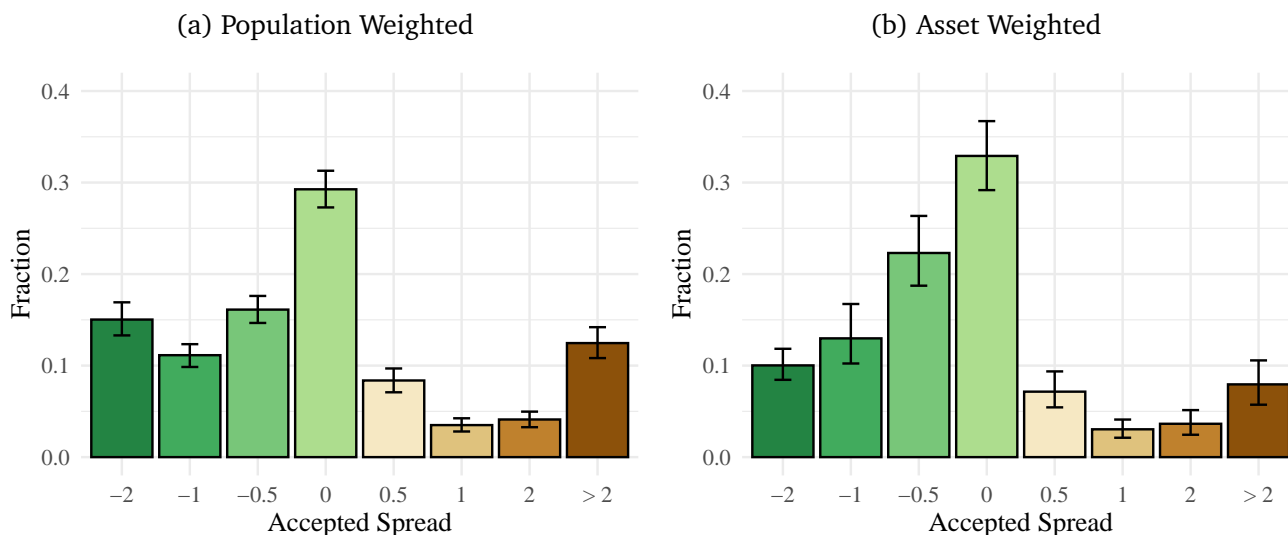 (a) Population Weighted
0.4
0.3
0.2
0.1
0.0
Fraction
−2 −1 −0.5 0 0.5 1 2 > 2
Accepted Spread
(b) Asset Weighted
0.4
0.3
0.2
0.1
0.0
Fraction
−2 −1 −0.5 0 0.5 1 2 > 2
Accepted Spread